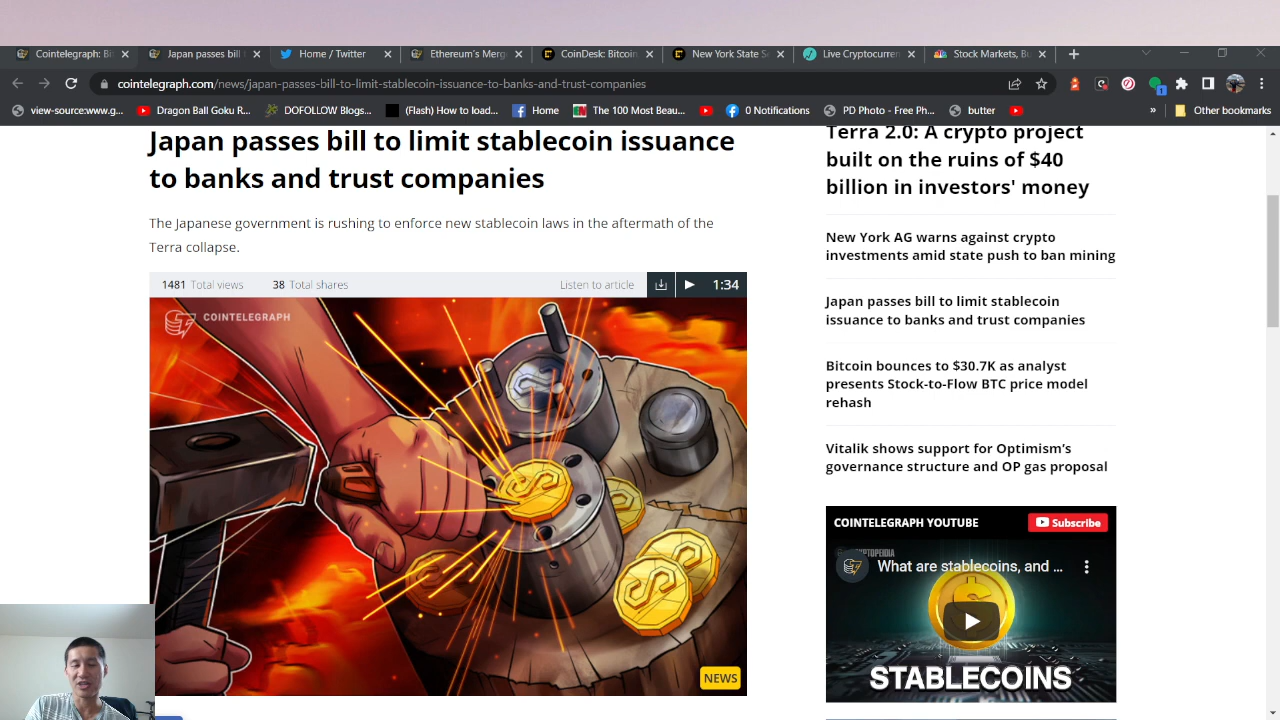 Cointelegraph: Bi
Japan passes bill
Home / Twitter
Ethereum's Merg
CoinDesk: Bitcoin
New York State Se
Live Cryptocurren
Stock Markets, Bu
cointelegraph.com/news/japan-passes-bill-to-limit-stablecoin-issuance-to-banks-and-trust-companies
view-source:www.g...
Dragon Ball Goku R...
DOFOLLOW Blogs...
(Flash) How to load...
Home
The 100 Most Beau...
0 Notifications
PD Photo - Free Ph...
butter
»
Other bookmarks
Japan passes bill to limit stablecoin issuance
to banks and trust companies
The Japanese government is rushing to enforce new stablecoin laws in the aftermath of the
Terra collapse.
1481 Total views
38 Total shares
Listen to article
1:34
COINTELEGRAPH
NEWS
Terra 2.0: A crypto project
built on the ruins of $40
billion in investors' money
New York AG warns against crypto
investments amid state push to ban mining
Japan passes bill to limit stablecoin
issuance to banks and trust companies
Bitcoin bounces to $30.7K as analyst
presents Stock-to-Flow BTC price model
rehash
Vitalik shows support for Optimism's
governance structure and OP gas proposal
COINTELEGRAPH YOUTUBE
Subscribe
What are stablecoins, and ...
STABLECOINS